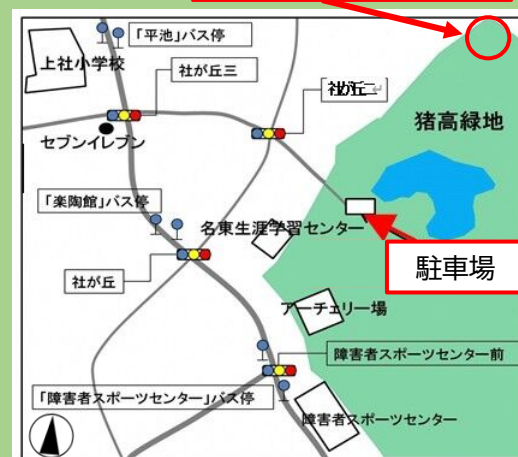 「平池」バス停
上社小学校
社が丘三
社が丘二
猪高緑地
セブンイレブン
「楽陶館」バス停
名東生涯学習センター
駐車場
社が丘
アーチェリー場
障害者スポーツセンター前
「障害者スポーツセンター」バス停
障害者スポーツセンター